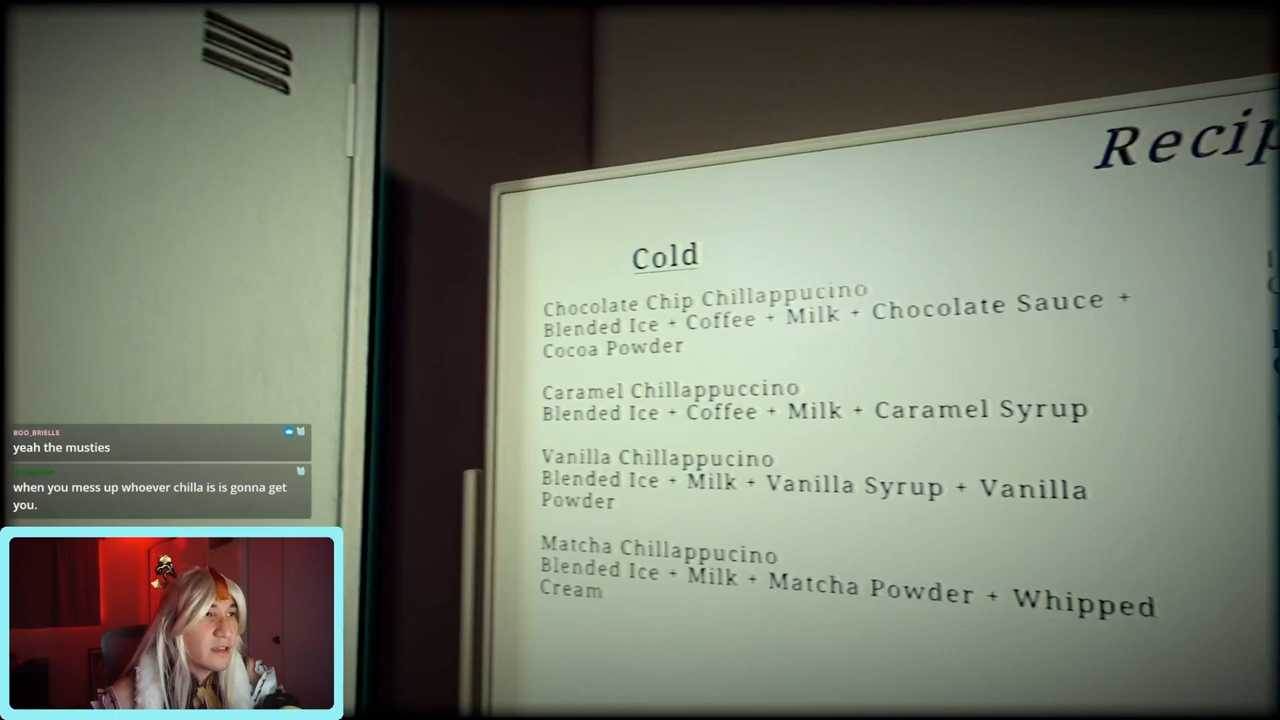 Recip
Cold
Chocolate Chip Chillappucino
Blended Ice + Coffee + Milk + Chocolate Sauce +
Cocoa Powder
Caramel Chillappuccino
Blended Ice + Coffee + Milk + Caramel Syrup
Vanilla Chillappucino
Blended Ice + Milk + Vanilla Syrup + Vanilla
Powder
Matcha Chillappucino
Blended Ice + Milk + Matcha Powder + Whipped
Cream
BOO_BRIELLE
yeah the musties
when you mess up whoever chilla is is gonna get
you.